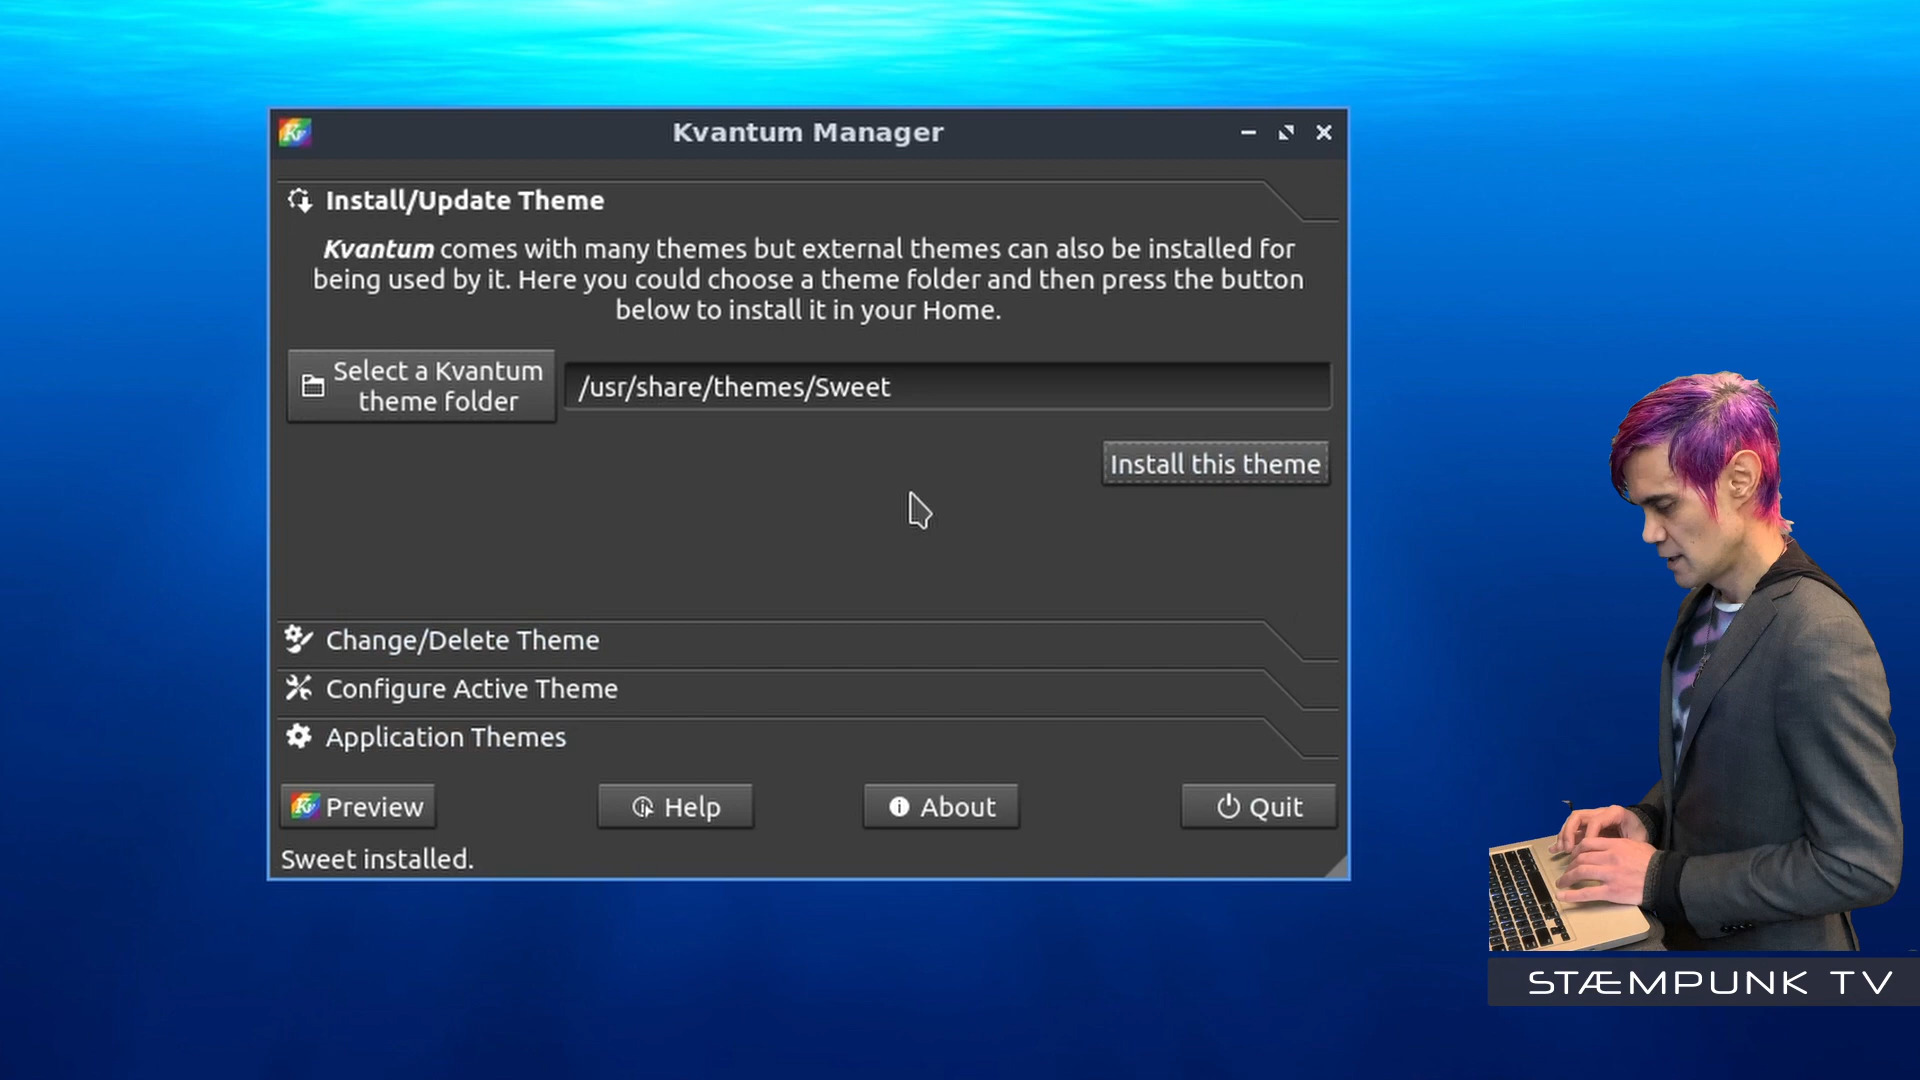 Kvantum Manager
Install/Update Theme
Kvantum comes with many themes but external themes can also be installed for
being used by it. Here you could choose a theme folder and then press the button
below to install it in your Home.
Select a Kvantum
theme folder
/usr/share/themes/Sweet
Install this theme
Change/Delete Theme
Configure Active Theme
Application Themes
Preview
Help
About
Quit
Sweet installed.
STÆMPUNK TV